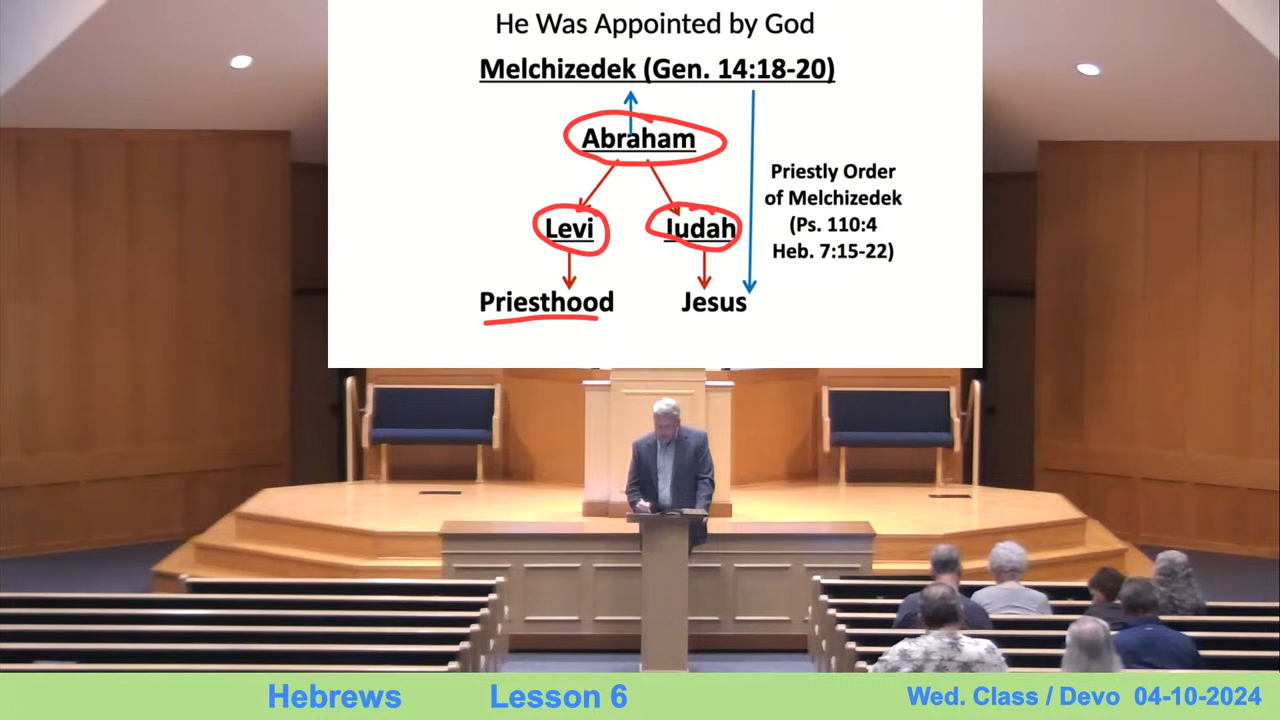 He Was Appointed by God
Melchizedek (Gen. 14:18-20)
Abraham
Levi
Judah
Priesthood
Jesus
Priestly Order
of Melchizedek
(Ps. 110:4
Heb. 7:15-22)
Hebrews
Lesson 6
Wed. Class / Devo 04-10-2024